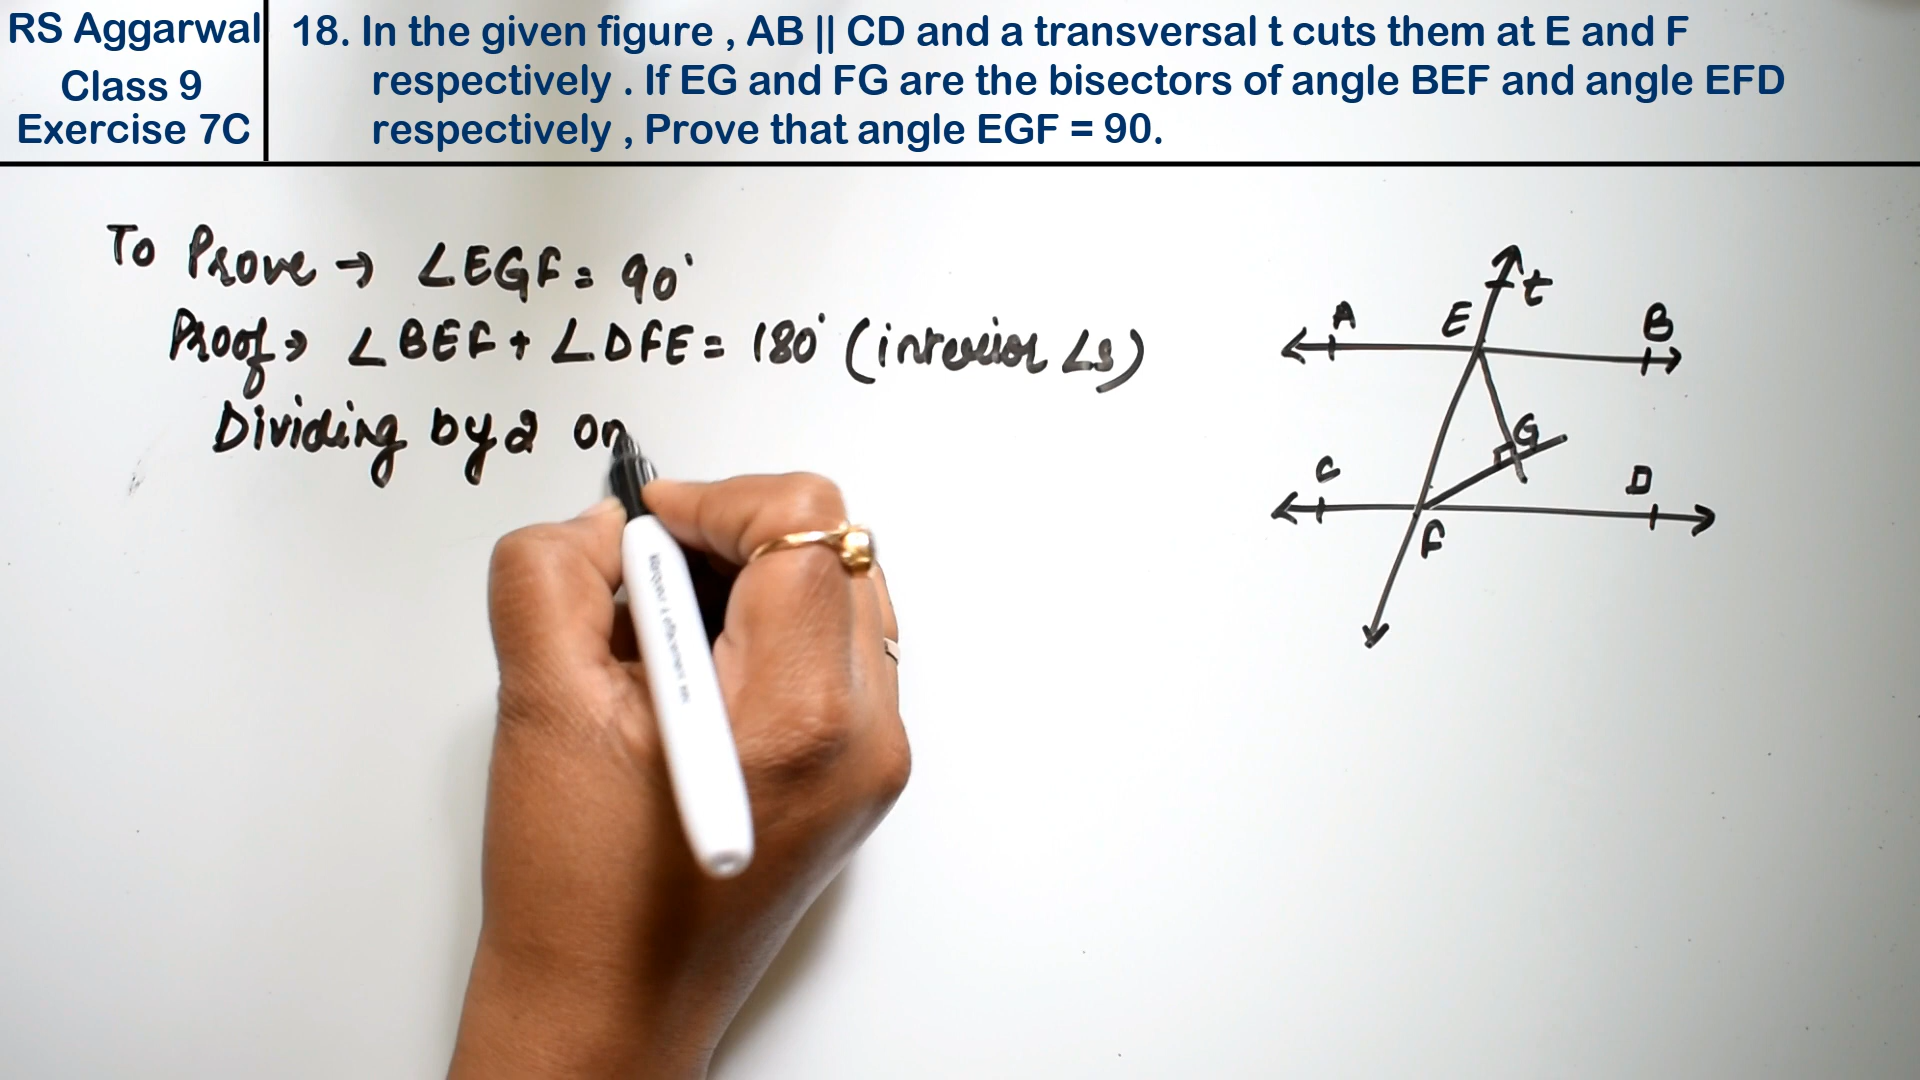 RS Aggarwal
Class 9
Exercise 7C
18. In the given figure , AB || CD and a transversal t cuts them at E and F
respectively . If EG and FG are the bisectors of angle BEF and angle EFD
respectively , Prove that angle EGF = 90.
To Prove → ∠EGF = 90°
Proof → ∠BEF + ∠DFE = 180° (interior ∠s)
Dividing by 2 on
t
A E B
G
C D
F